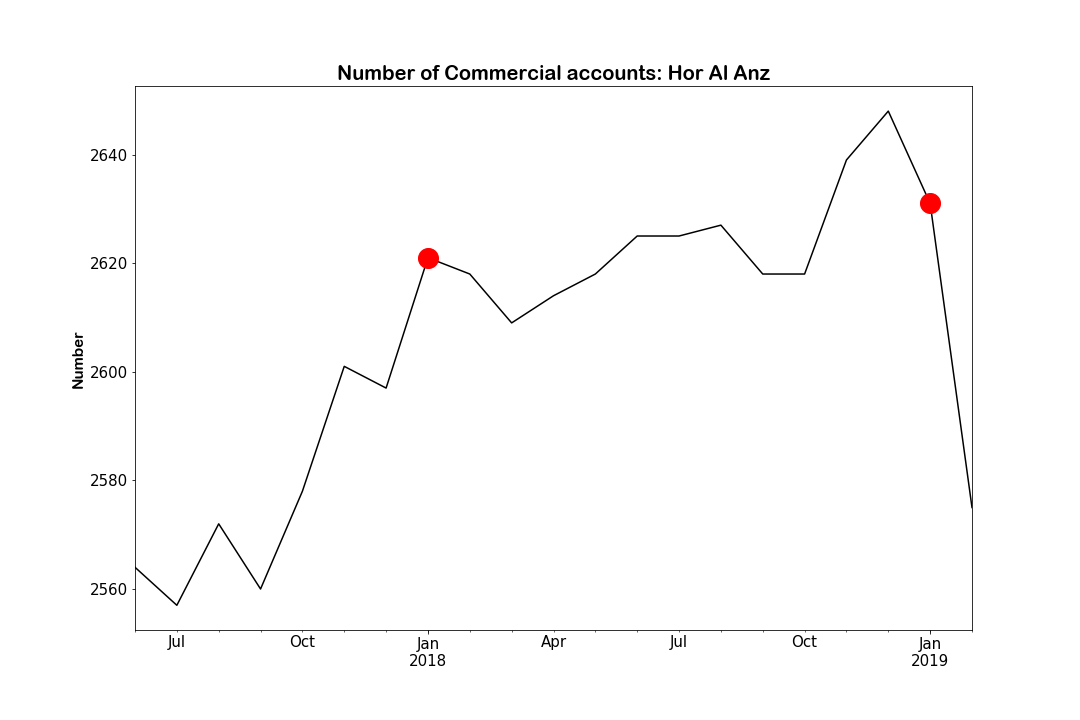 Number of Commercial accounts: Hor Al Anz
Number
2640
2620
2600
2580
2560
Jul
Oct
Jan
2018
Apr
Jul
Oct
Jan
2019